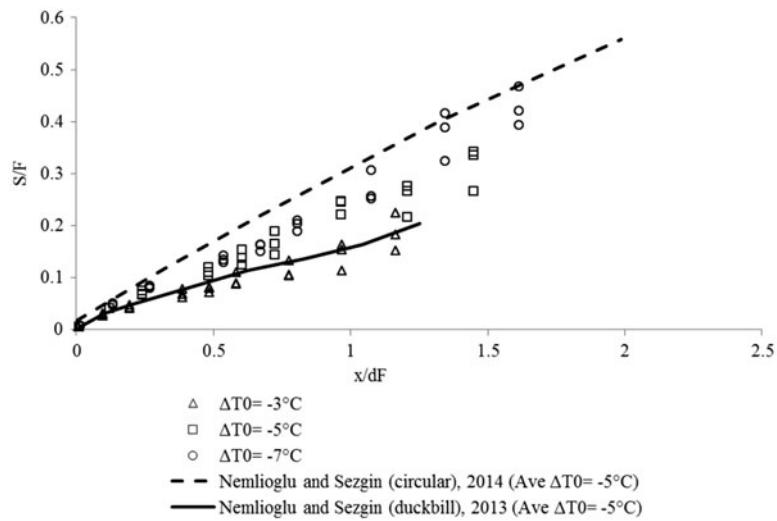 0.6
0.5
0.4
0.3
0.2
0.1
0
S/F
0 0.5 1 1.5 2 2.5
x/dF
ΔT0= -3°C
ΔT0= -5°C
ΔT0= -7°C
Nemlioglu and Sezgin (circular), 2014 (Ave ΔT0= -5°C)
Nemlioglu and Sezgin (duckbill), 2013 (Ave ΔT0= -5°C)